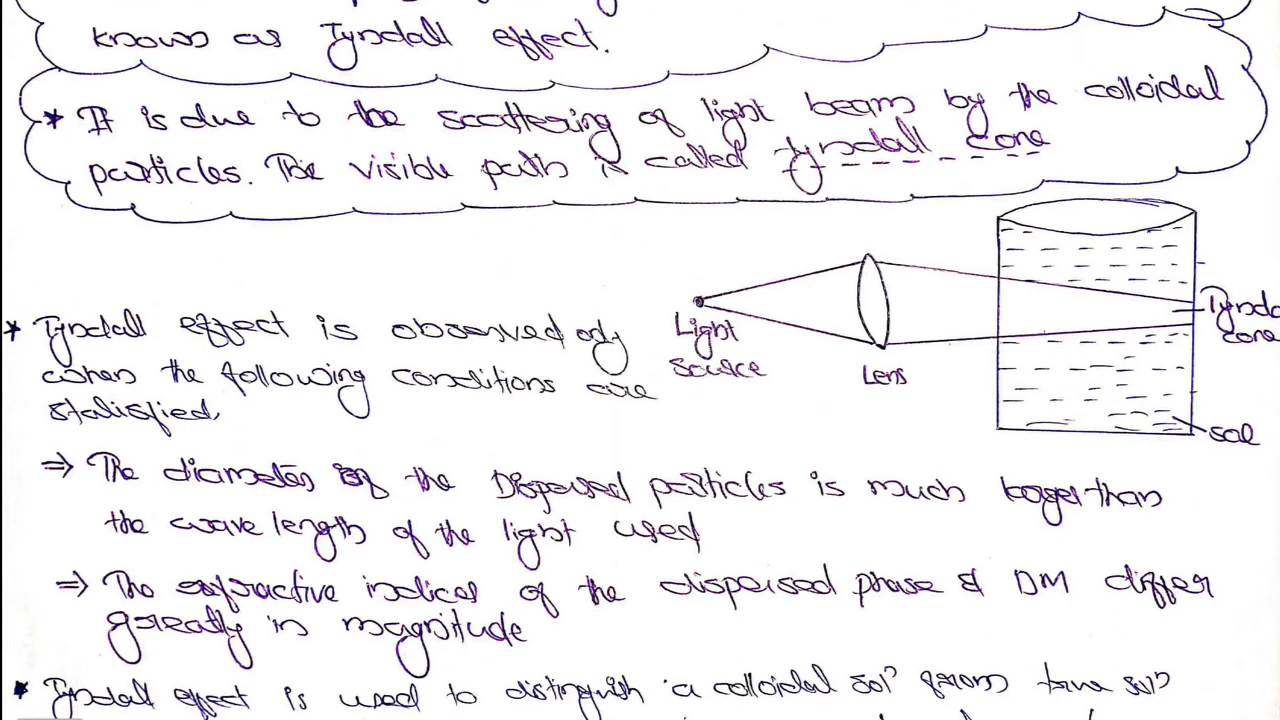 knows as Tyndall effect.
* It is due to the scattering of light beam by the colloidal
particles. The visible path is called tyndall cone
Light
source
Lens
Tynda
cone
sol
* Tyndall effect is observed only
when the following conditions are
statisfied,
⇒ The diameter of the Dispersed particles is much larger than
the wave length of the light used
⇒ The refractive indices of the dispersed phase & DM differ
greatly in magnitude
* Tyndall effect is used to distinguish a colloidal solⁿ from true solⁿ